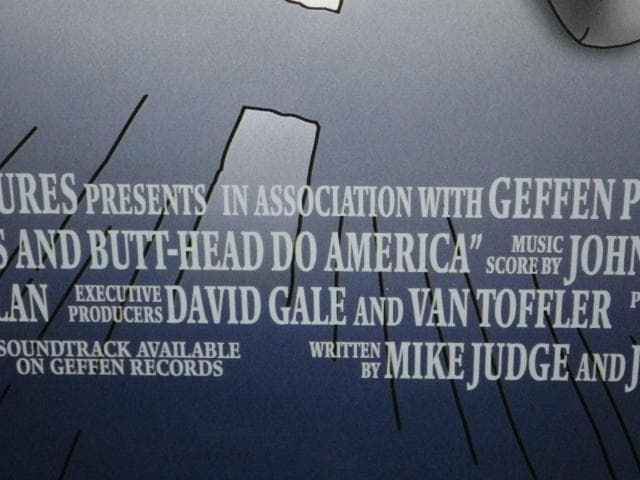 URES PRESENTS IN ASSOCIATION WITH GEFFEN P
S AND BUTT-HEAD DO AMERICA" MUSIC SCORE BY JOHN
LAN EXECUTIVE PRODUCERS DAVID GALE AND VAN TOFFLER P
SOUNDTRACK AVAILABLE ON GEFFEN RECORDS WRITTEN BY MIKE JUDGE AND J